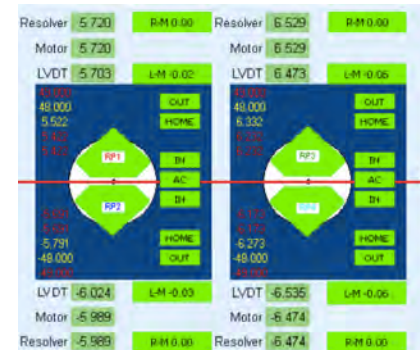 Resolver 5.720 R-M 0.00 Resolver 6.529 R-M 0.00
Motor 5.720 Motor 6.529
LVDT 5.703 L-M -0.02 LVDT 6.473 L-M -0.06
48.000 OUT 48.000 OUT
5.522 HOME 6.332 HOME
RP1 IN RP3 IN
AC AC
RP2 IN IN
-5.791 HOME -6.273 HOME
-48.000 OUT -48.000 OUT
LVDT -6.024 L-M -0.03 LVDT -6.535 L-M -0.06
Motor -5.989 Motor -6.474
Resolver -5.989 R-M 0.00 Resolver -6.474 R-M 0.00